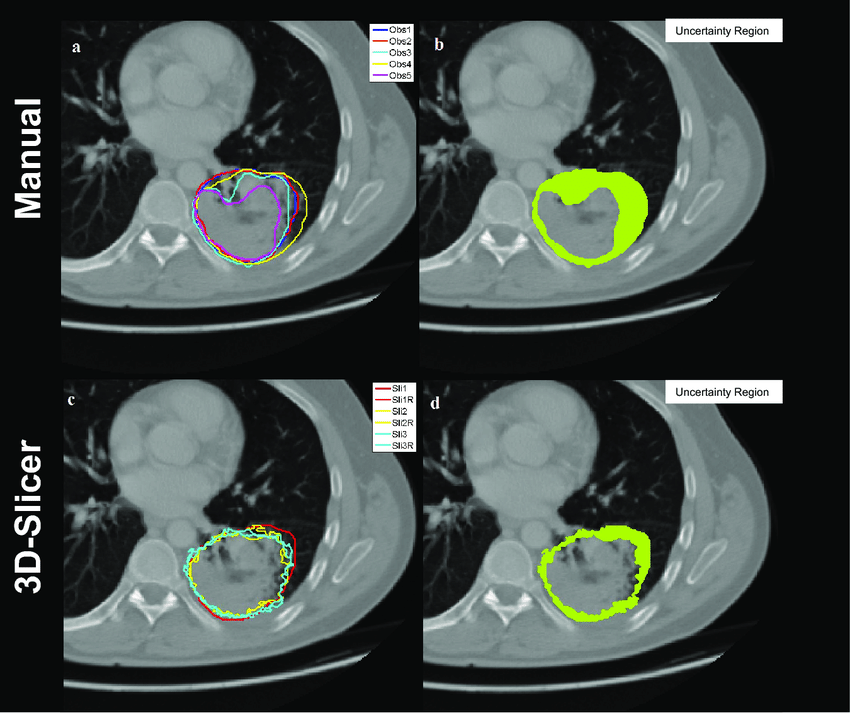 Manual
a
Obs1
Obs2
Obs3
Obs4
Obs5
b
Uncertainty Region
3D-Slicer
c
Sli1
Sli1R
Sli2
Sli2R
Sli3
Sli3R
d
Uncertainty Region